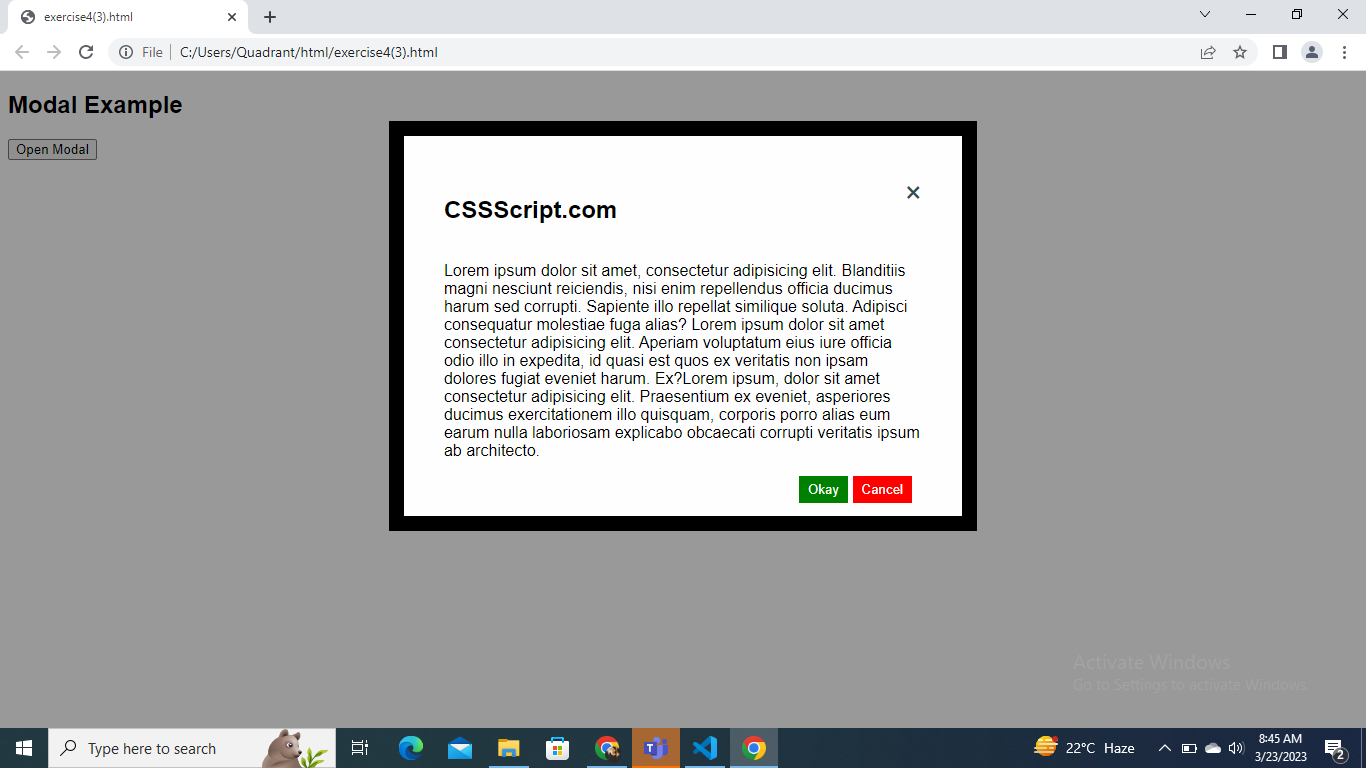 exercise4(3).html
File
C:/Users/Quadrant/html/exercise4(3).html
Modal Example
Open Modal
CSSScript.com
Lorem ipsum dolor sit amet, consectetur adipisicing elit. Blanditiis
magni nesciunt reiciendis, nisi enim repellendus officia ducimus
harum sed corrupti. Sapiente illo repellat similique soluta. Adipisci
consequatur molestiae fuga alias? Lorem ipsum dolor sit amet
consectetur adipisicing elit. Aperiam voluptatum eius iure officia
odio illo in expedita, id quasi est quos ex veritatis non ipsam
dolores fugiat eveniet harum. Ex?Lorem ipsum, dolor sit amet
consectetur adipisicing elit. Praesentium ex eveniet, asperiores
ducimus exercitationem illo quisquam, corporis porro alias eum
earum nulla laboriosam explicabo obcaecati corrupti veritatis ipsum
ab architecto.
Okay Cancel
Activate Windows
Go to Settings to activate Windows.
Type here to search
22°C Haze
8:45 AM
3/23/2023
2